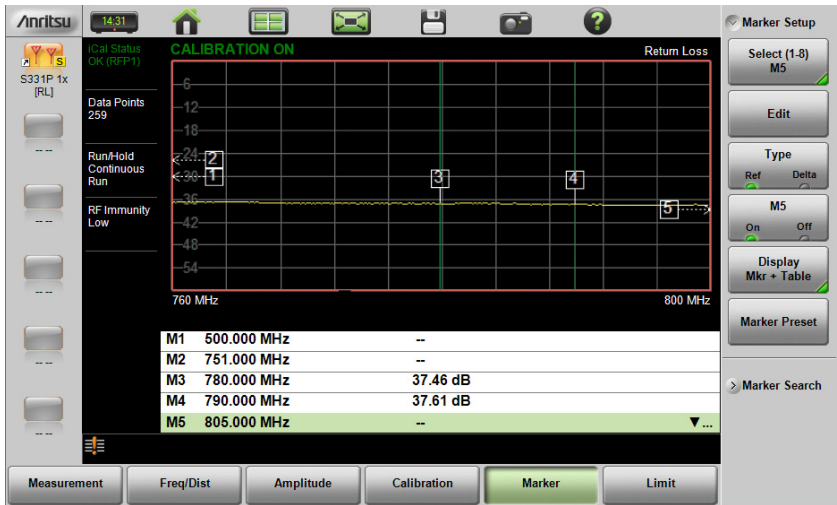 Anritsu
14:31
?
Marker Setup
S
S331P 1x
[RL]
-- --
-- --
-- --
-- --
-- --
iCal Status
OK (RFP1)
Data Points
259
Run/Hold
Continuous
Run
RF Immunity
Low
CALIBRATION ON
Return Loss
-6
-12
-18
-24
-30
-36
-42
-48
-54
2
1
3
4
5
760 MHz
800 MHz
M1 500.000 MHz --
M2 751.000 MHz --
M3 780.000 MHz 37.46 dB
M4 790.000 MHz 37.61 dB
M5 805.000 MHz -- ▼...
Select (1-8)
M5
Edit
Type
Ref Delta
M5
On Off
Display
Mkr + Table
Marker Preset
Marker Search
Measurement
Freq/Dist
Amplitude
Calibration
Marker
Limit